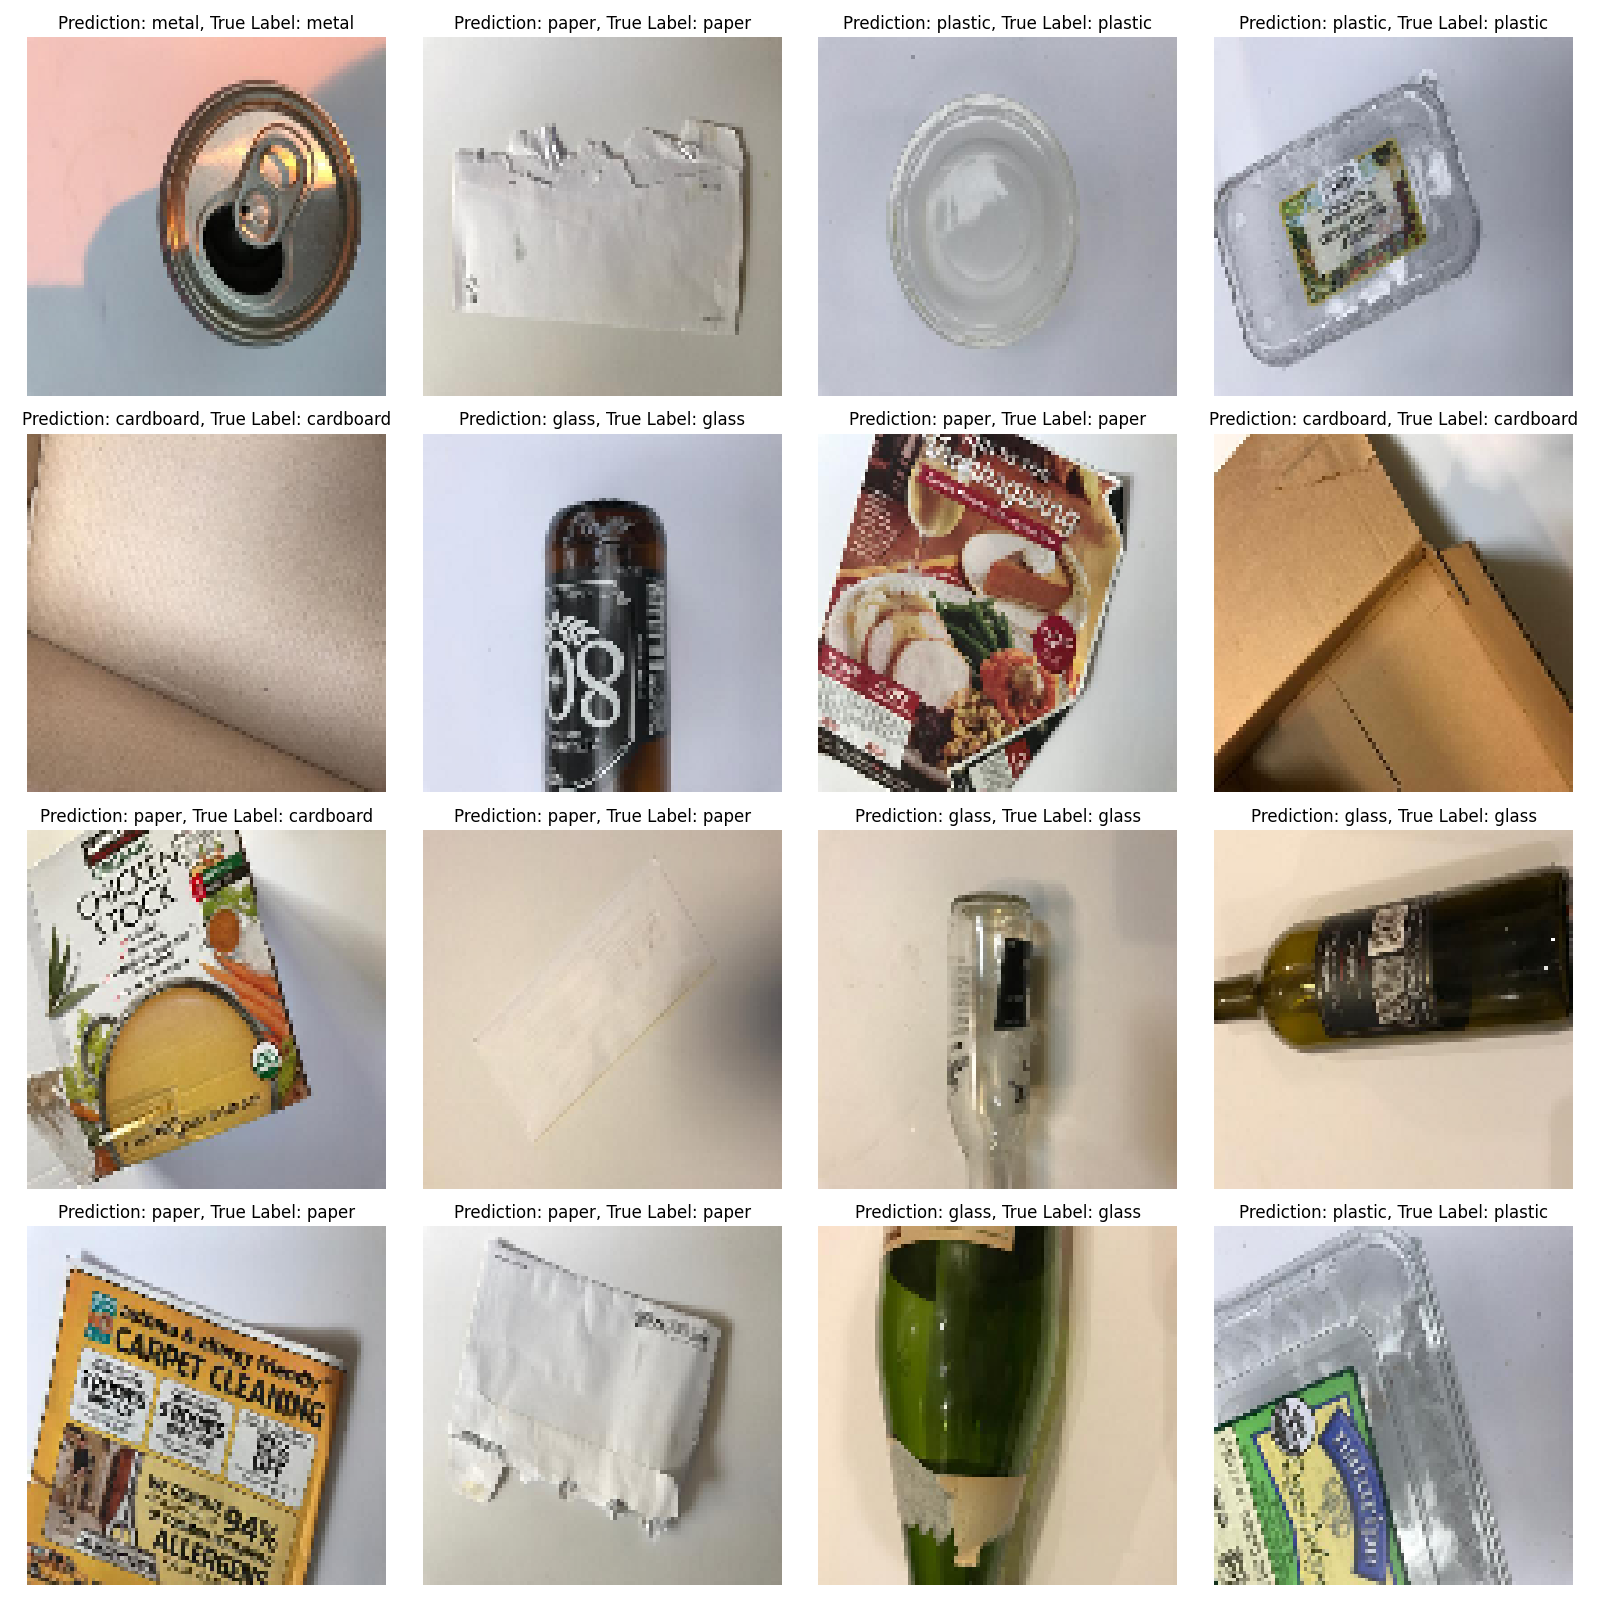 Prediction: metal, True Label: metal
Prediction: paper, True Label: paper
Prediction: plastic, True Label: plastic
Prediction: plastic, True Label: plastic
Prediction: cardboard, True Label: cardboard
Prediction: glass, True Label: glass
Prediction: paper, True Label: paper
Prediction: cardboard, True Label: cardboard
Prediction: paper, True Label: cardboard
CHICKEN
STOCK
Prediction: paper, True Label: paper
Prediction: glass, True Label: glass
Prediction: glass, True Label: glass
Prediction: paper, True Label: paper
asthma & allergy friendly
CARPET CLEANING
94%
ALLERGENS
Prediction: paper, True Label: paper
Prediction: glass, True Label: glass
Prediction: plastic, True Label: plastic